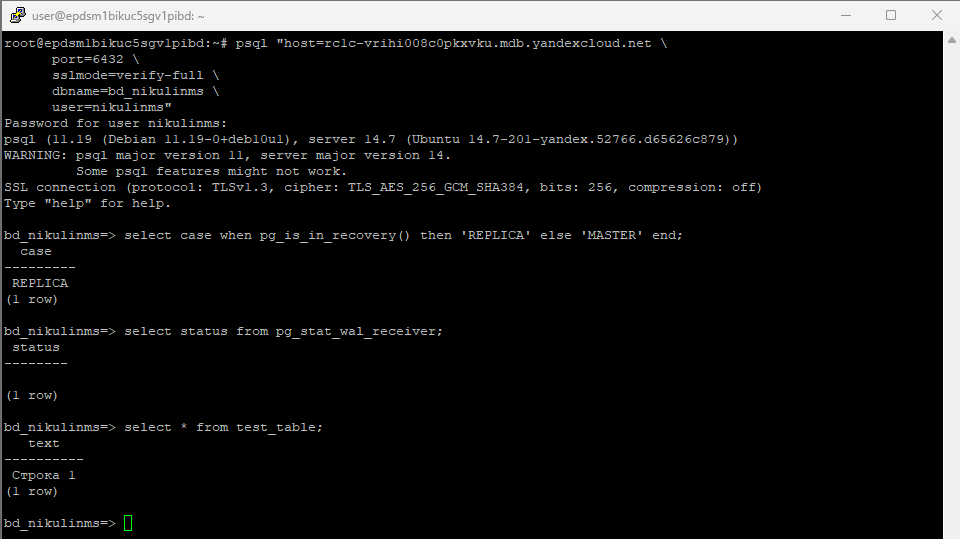 user@epdsm1bikuc5sgv1pibd: ~
root@epdsm1bikuc5sgv1pibd:~# psql "host=rc1c-vrihi008c0pkxvku.mdb.yandexcloud.net \
      port=6432 \
      sslmode=verify-full \
      dbname=bd_nikulinms \
      user=nikulinms"
Password for user nikulinms:
psql (11.19 (Debian 11.19-0+deb10u1), server 14.7 (Ubuntu 14.7-201-yandex.52766.d65626c879))
WARNING: psql major version 11, server major version 14.
         Some psql features might not work.
SSL connection (protocol: TLSv1.3, cipher: TLS_AES_256_GCM_SHA384, bits: 256, compression: off)
Type "help" for help.

bd_nikulinms=> select case when pg_is_in_recovery() then 'REPLICA' else 'MASTER' end;
  case
---------
 REPLICA
(1 row)

bd_nikulinms=> select status from pg_stat_wal_receiver;
 status
--------

(1 row)

bd_nikulinms=> select * from test_table;
   text
----------
 Строка 1
(1 row)

bd_nikulinms=>